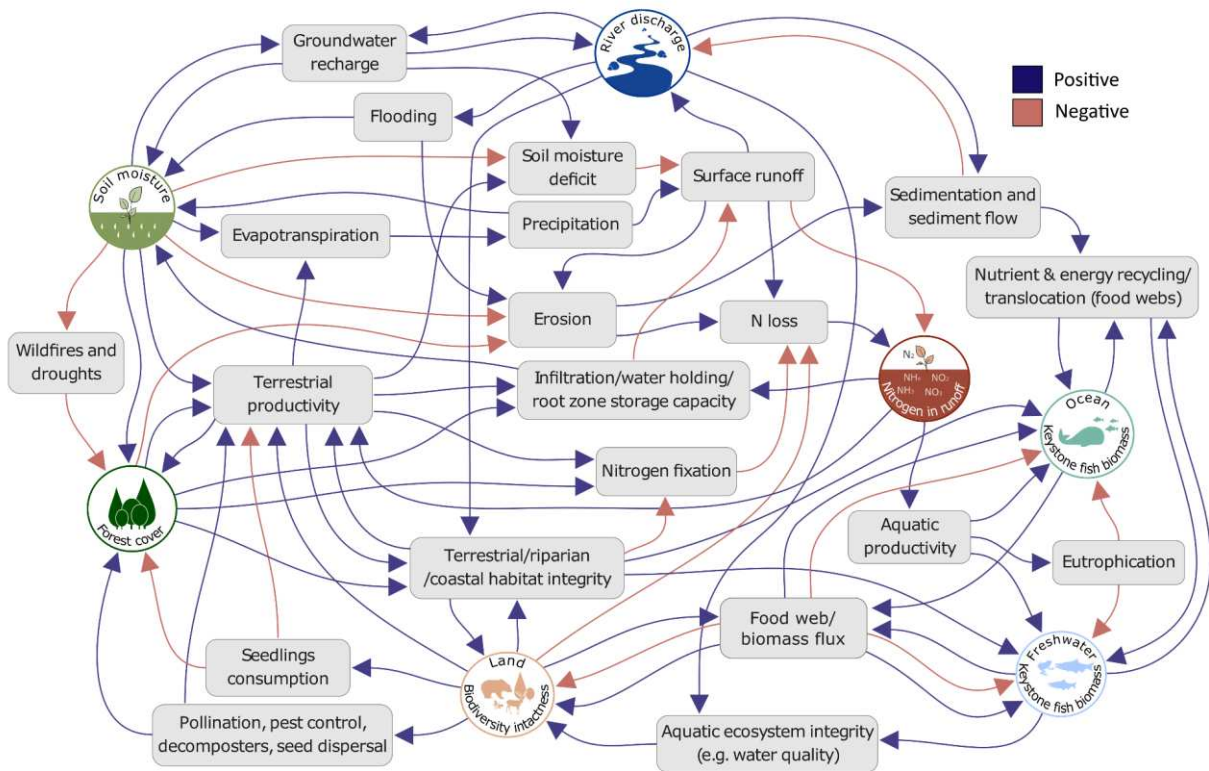 Groundwater
recharge
River discharge
Positive
Negative
Flooding
Soil moisture
Soil moisture
deficit
Surface runoff
Sedimentation and
sediment flow
Evapotranspiration
Precipitation
Nutrient & energy recycling/
translocation (food webs)
Erosion
N loss
Wildfires and
droughts
Terrestrial
productivity
Infiltration/water holding/
root zone storage capacity
N₂
NH₄ NO₂
NH₃ NO₃
Nitrogen in runoff
Ocean
Keystone fish biomass
Nitrogen fixation
Forest cover
Aquatic
productivity
Eutrophication
Terrestrial/riparian
/coastal habitat integrity
Food web/
biomass flux
Seedlings
consumption
Land
Biodiversity intactness
Freshwater
Keystone fish biomass
Pollination, pest control,
decomposters, seed dispersal
Aquatic ecosystem integrity
(e.g. water quality)